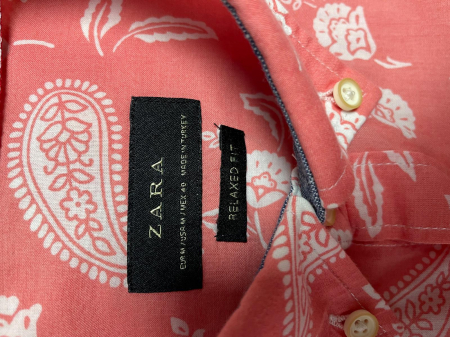 ZARA
EUR M / USA M / MEX 40 MADE IN TURKEY
RELAXED FIT